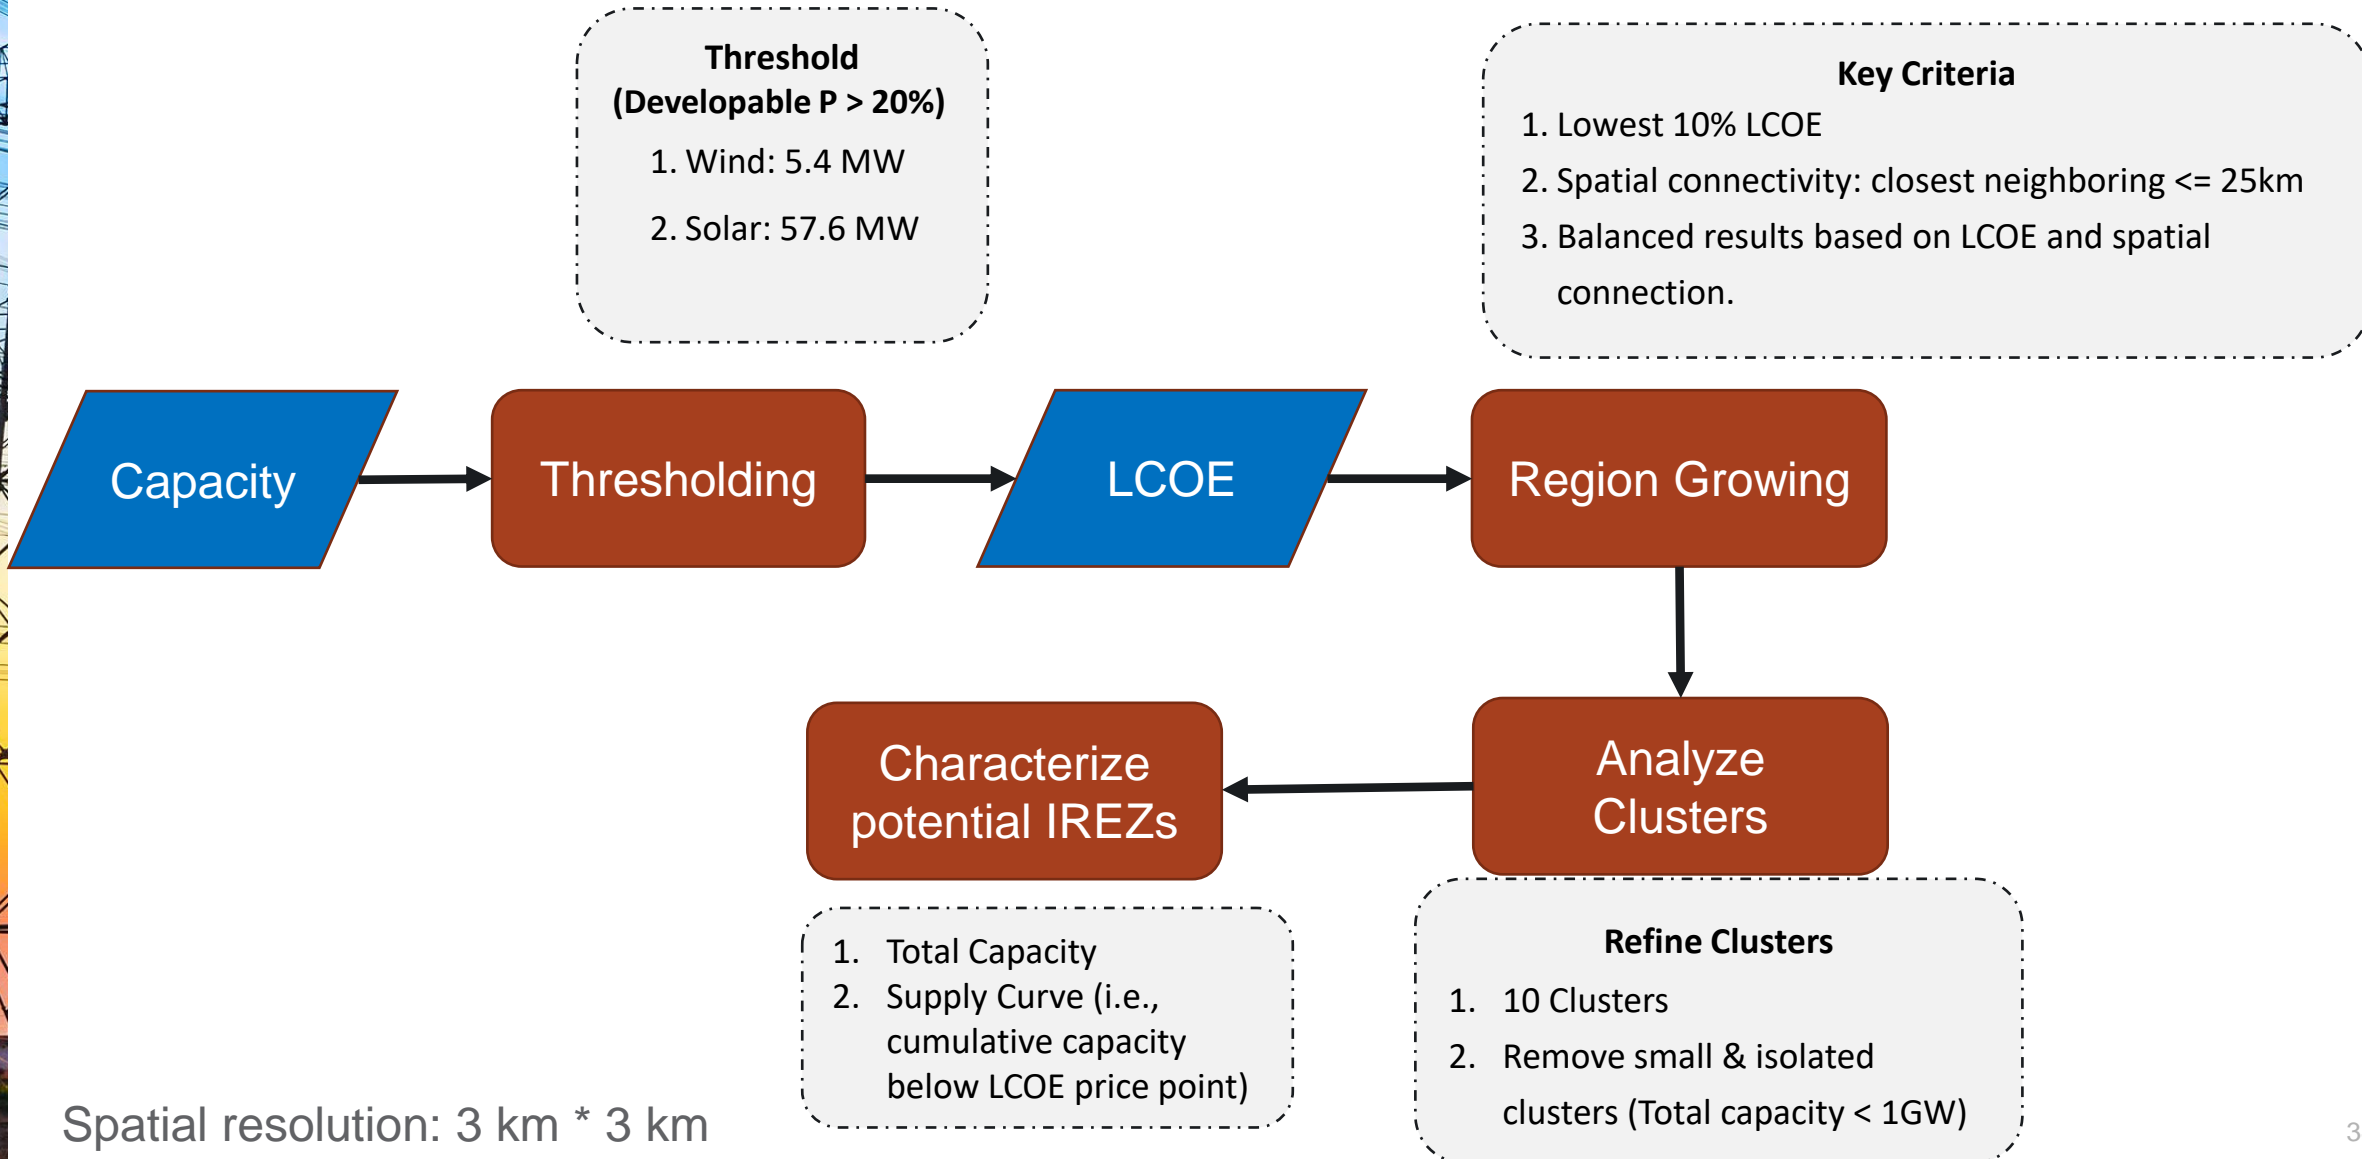 Threshold
(Developable P > 20%)
1. Wind: 5.4 MW
2. Solar: 57.6 MW
Key Criteria
1. Lowest 10% LCOE
2. Spatial connectivity: closest neighboring <= 25km
3. Balanced results based on LCOE and spatial
connection.
Capacity
Thresholding
LCOE
Region Growing
Analyze
Clusters
Characterize
potential IREZs
Refine Clusters
1. 10 Clusters
2. Remove small & isolated
clusters (Total capacity < 1GW)
1. Total Capacity
2. Supply Curve (i.e.,
cumulative capacity
below LCOE price point)
Spatial resolution: 3 km * 3 km
3